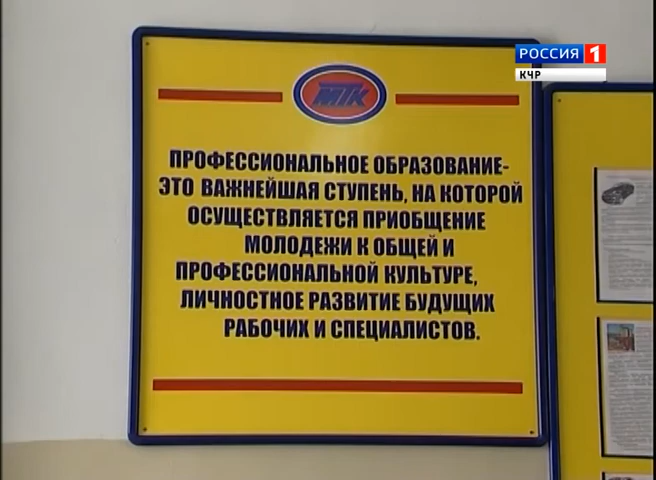 РОССИЯ 1
КЧР
МТК
ПРОФЕССИОНАЛЬНОЕ ОБРАЗОВАНИЕ-
ЭТО ВАЖНЕЙШАЯ СТУПЕНЬ, НА КОТОРОЙ
ОСУЩЕСТВЛЯЕТСЯ ПРИОБЩЕНИЕ
МОЛОДЕЖИ К ОБЩЕЙ И
ПРОФЕССИОНАЛЬНОЙ КУЛЬТУРЕ,
ЛИЧНОСТНОЕ РАЗВИТИЕ БУДУЩИХ
РАБОЧИХ И СПЕЦИАЛИСТОВ.